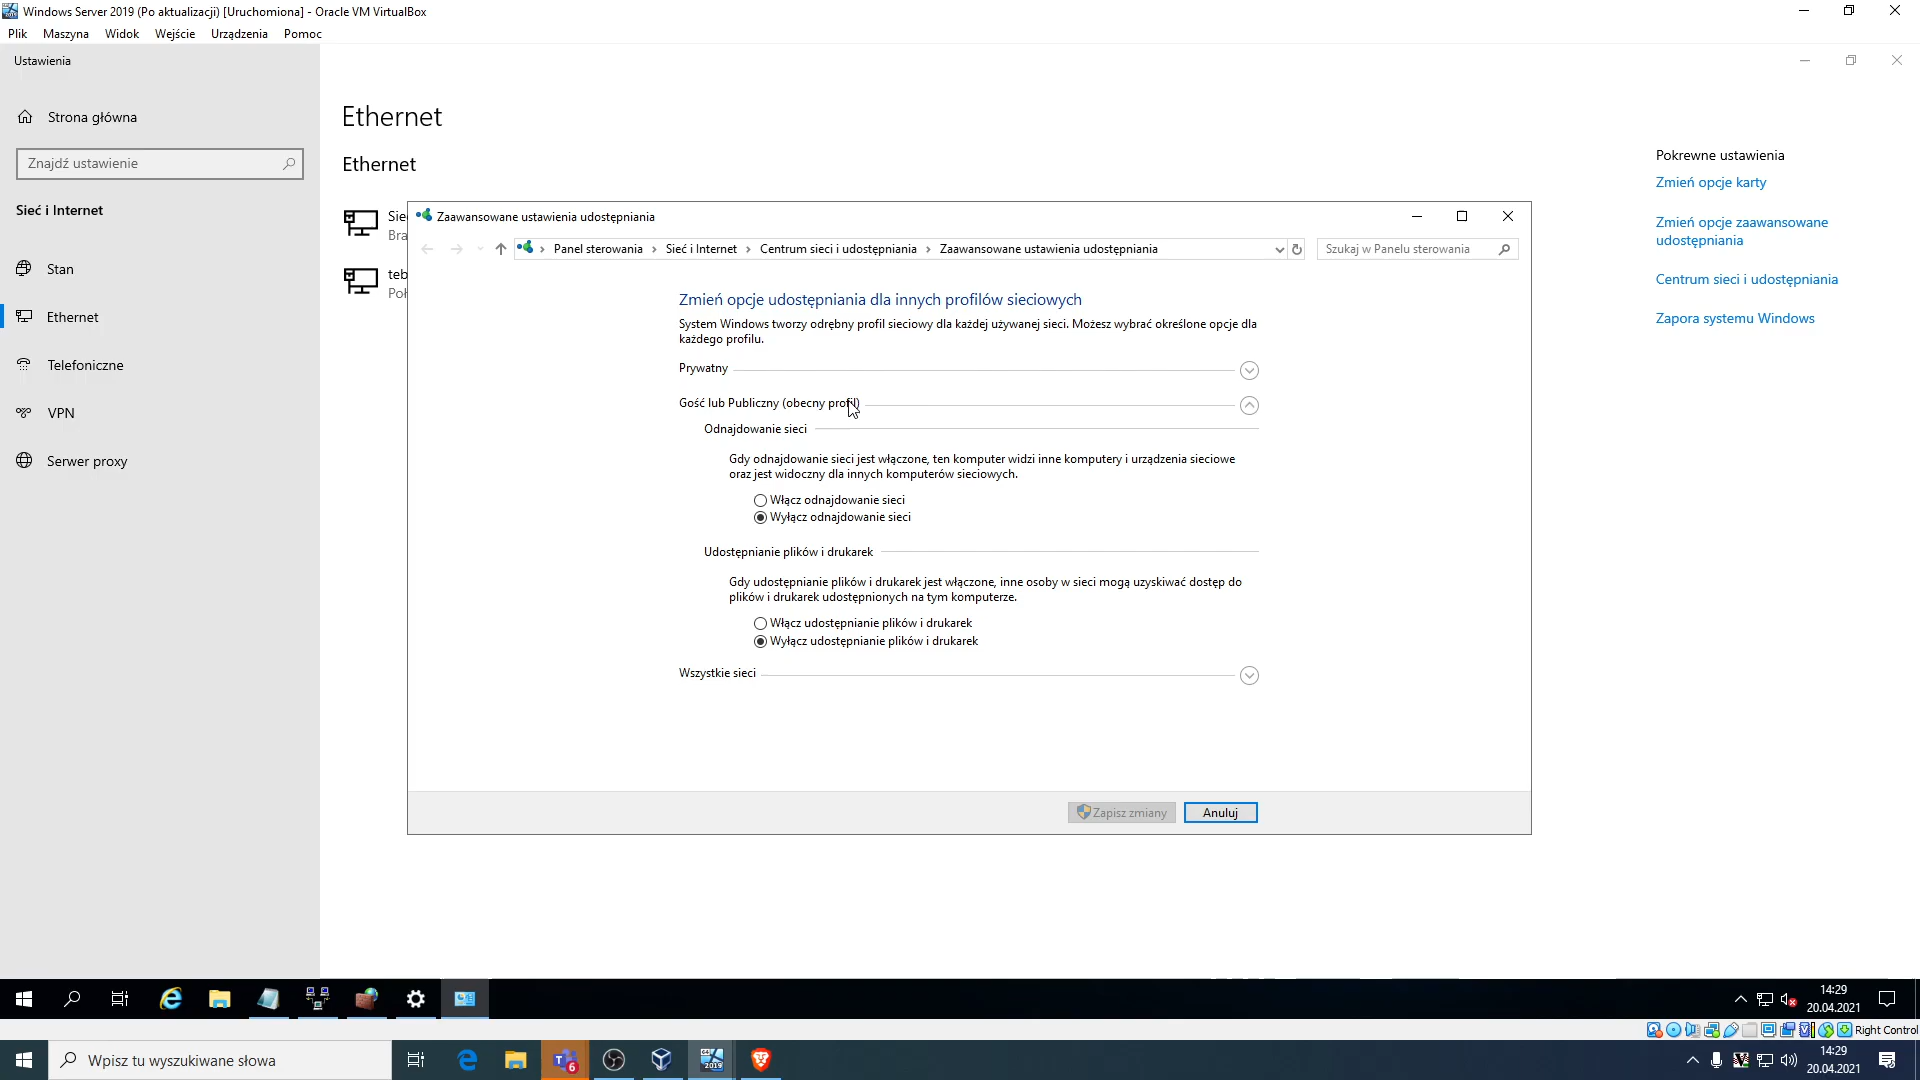 Windows Server 2019 (Po aktualizacji) [Uruchomiona] - Oracle VM VirtualBox
Plik Maszyna Widok Wejście Urządzenia Pomoc
Ustawienia
Strona główna
Znajdź ustawienie
Sieć i Internet
Stan
Ethernet
Telefoniczne
VPN
Serwer proxy
Ethernet
Ethernet
Sie
Bra
teb
Poł
Pokrewne ustawienia
Zmień opcje karty
Zmień opcje zaawansowane
udostępniania
Centrum sieci i udostępniania
Zapora systemu Windows
Zaawansowane ustawienia udostępniania
Panel sterowania Sieć i Internet Centrum sieci i udostępniania Zaawansowane ustawienia udostępniania
Szukaj w Panelu sterowania
Zmień opcje udostępniania dla innych profilów sieciowych
System Windows tworzy odrębny profil sieciowy dla każdej używanej sieci. Możesz wybrać określone opcje dla
każdego profilu.
Prywatny
Gość lub Publiczny (obecny profil)
Odnajdowanie sieci
Gdy odnajdowanie sieci jest włączone, ten komputer widzi inne komputery i urządzenia sieciowe
oraz jest widoczny dla innych komputerów sieciowych.
Włącz odnajdowanie sieci
Wyłącz odnajdowanie sieci
Udostępnianie plików i drukarek
Gdy udostępnianie plików i drukarek jest włączone, inne osoby w sieci mogą uzyskiwać dostęp do
plików i drukarek udostępnionych na tym komputerze.
Włącz udostępnianie plików i drukarek
Wyłącz udostępnianie plików i drukarek
Wszystkie sieci
Zapisz zmiany
Anuluj
14:29
20.04.2021
Right Control
Wpisz tu wyszukiwane słowa
6
2019
14:29
20.04.2021